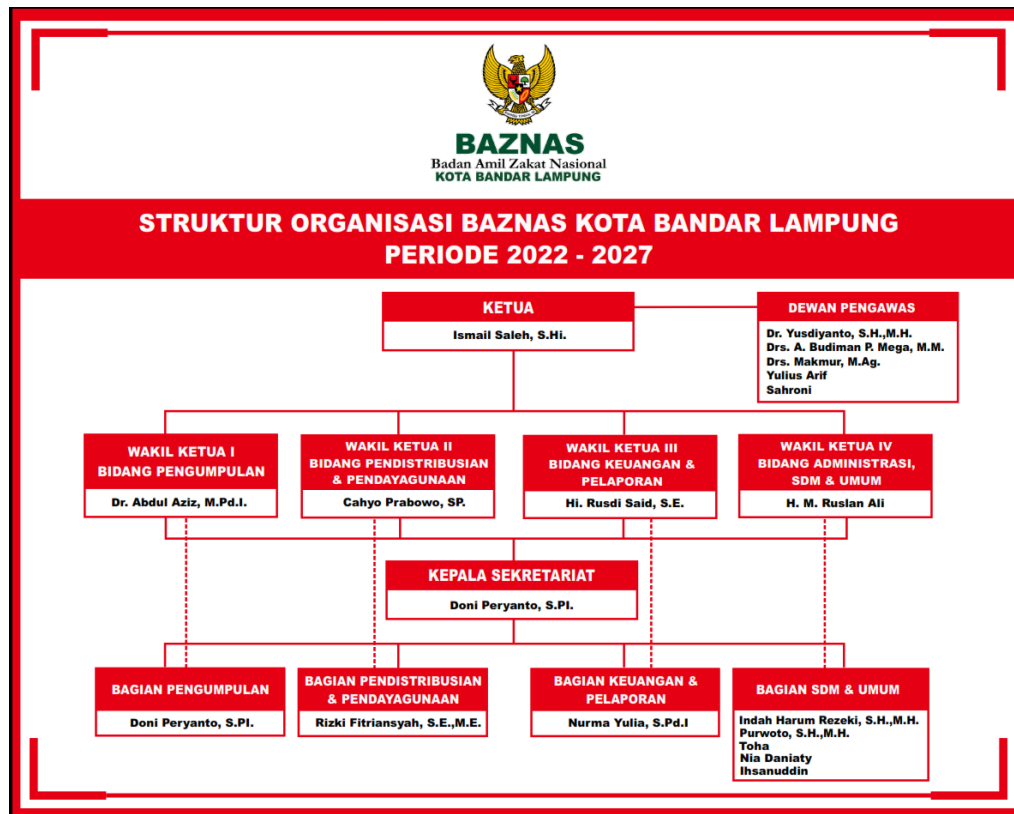 BAZNAS
Badan Amil Zakat Nasional
KOTA BANDAR LAMPUNG
STRUKTUR ORGANISASI BAZNAS KOTA BANDAR LAMPUNG
PERIODE 2022 - 2027
KETUA
Ismail Saleh, S.Hi.
DEWAN PENGAWAS
Dr. Yusdiyanto, S.H.,M.H.
Drs. A. Budiman P. Mega, M.M.
Drs. Makmur, M.Ag.
Yulius Arif
Sahroni
WAKIL KETUA I
BIDANG PENGUMPULAN
Dr. Abdul Aziz, M.Pd.I.
WAKIL KETUA II
BIDANG PENDISTRIBUSIAN
& PENDAYAGUNAAN
Cahyo Prabowo, SP.
WAKIL KETUA III
BIDANG KEUANGAN &
PELAPORAN
Hi. Rusdi Said, S.E.
WAKIL KETUA IV
BIDANG ADMINISTRASI,
SDM & UMUM
H. M. Ruslan Ali
KEPALA SEKRETARIAT
Doni Peryanto, S.PI.
BAGIAN PENGUMPULAN
Doni Peryanto, S.PI.
BAGIAN PENDISTRIBUSIAN
& PENDAYAGUNAAN
Rizki Fitriansyah, S.E.,M.E.
BAGIAN KEUANGAN &
PELAPORAN
Nurma Yulia, S.Pd.I
BAGIAN SDM & UMUM
Indah Harum Rezeki, S.H.,M.H.
Purwoto, S.H.,M.H.
Toha
Nia Daniaty
Ihsanuddin